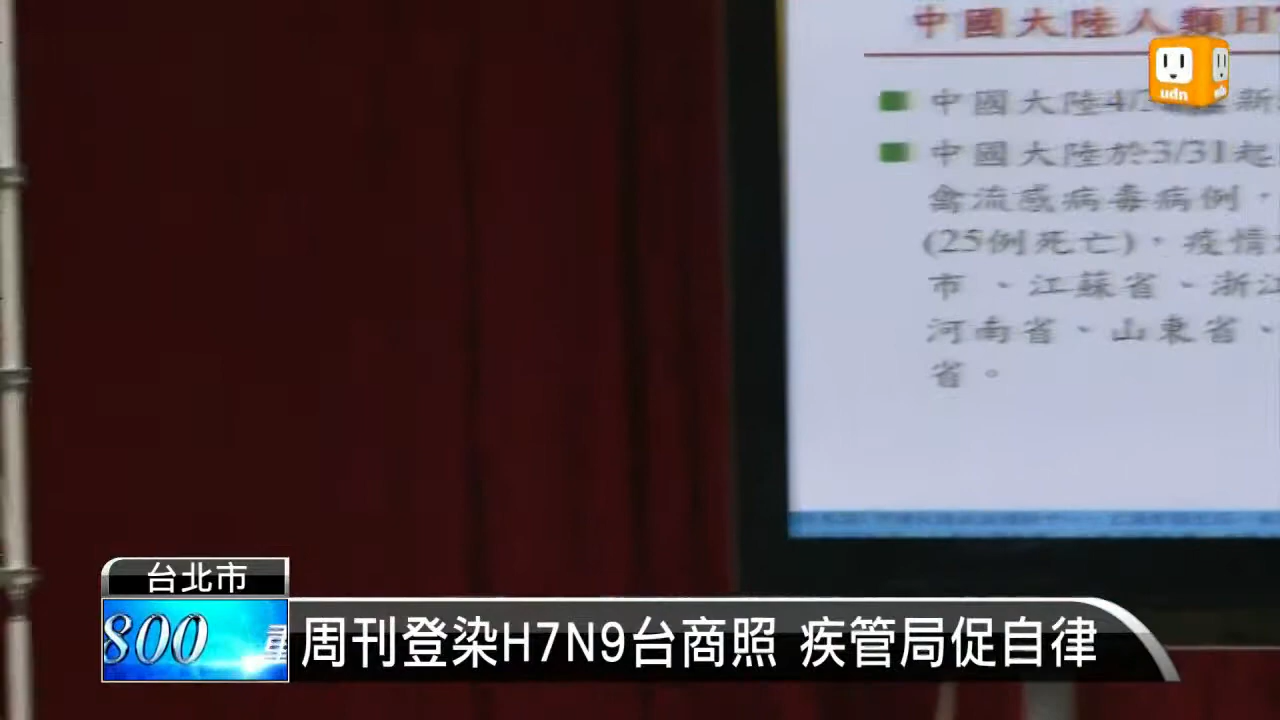 中國大陸人類H7
udn
中國大陸4/
新
中國大陸於3/31起
禽流感病毒病例，
(25例死亡)，疫情
市、江蘇省、浙江
河南省、山東省、
省。
台北市
800
周刊登染H7N9台商照 疾管局促自律